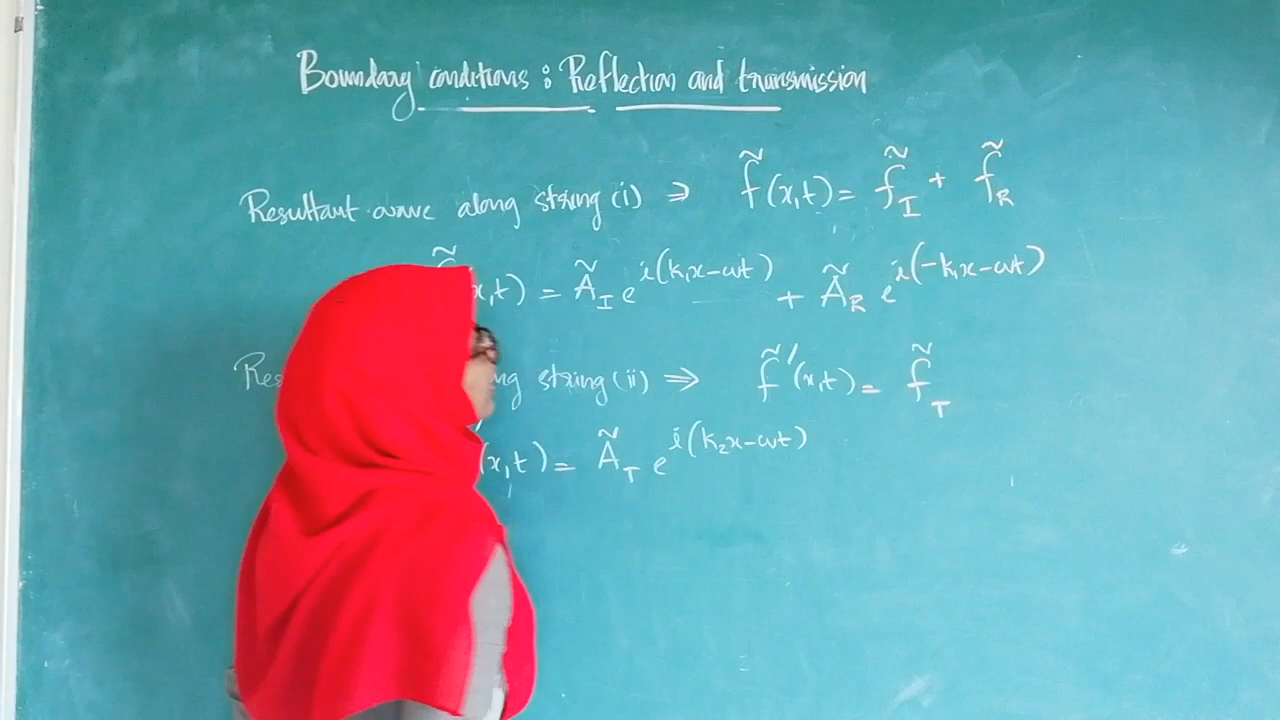 Boundary conditions : Reflection and transmission
Resultant wave along string (i) ⇒ f̃(x,t) = f̃_I + f̃_R
x,t) = Ã_I e^{i(k₁x-ωt)} + Ã_R e^{i(-k₁x-ωt)}
Res ng string (ii) ⇒ f̃'(x,t) = f̃_T
(x,t) = Ã_T e^{i(k₂x-ωt)}